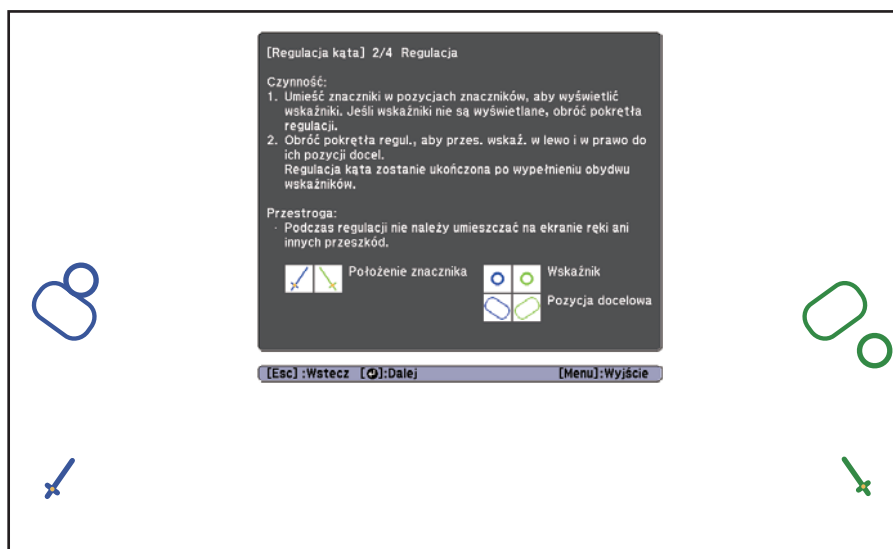 [Regulacja kąta] 2/4 Regulacja
Czynność:
1. Umieść znaczniki w pozycjach znaczników, aby wyświetlić
wskaźniki. Jeśli wskaźniki nie są wyświetlane, obróć pokrętła
regulacji.
2. Obróć pokrętła regul., aby przes. wskaź. w lewo i w prawo do
ich pozycji docel.
Regulacja kąta zostanie ukończona po wypełnieniu obydwu
wskaźników.
Przestroga:
· Podczas regulacji nie należy umieszczać na ekranie ręki ani
innych przeszkód.
Położenie znacznika
Wskaźnik
Pozycja docelowa
[Esc] :Wstecz [⏎]:Dalej [Menu]:Wyjście